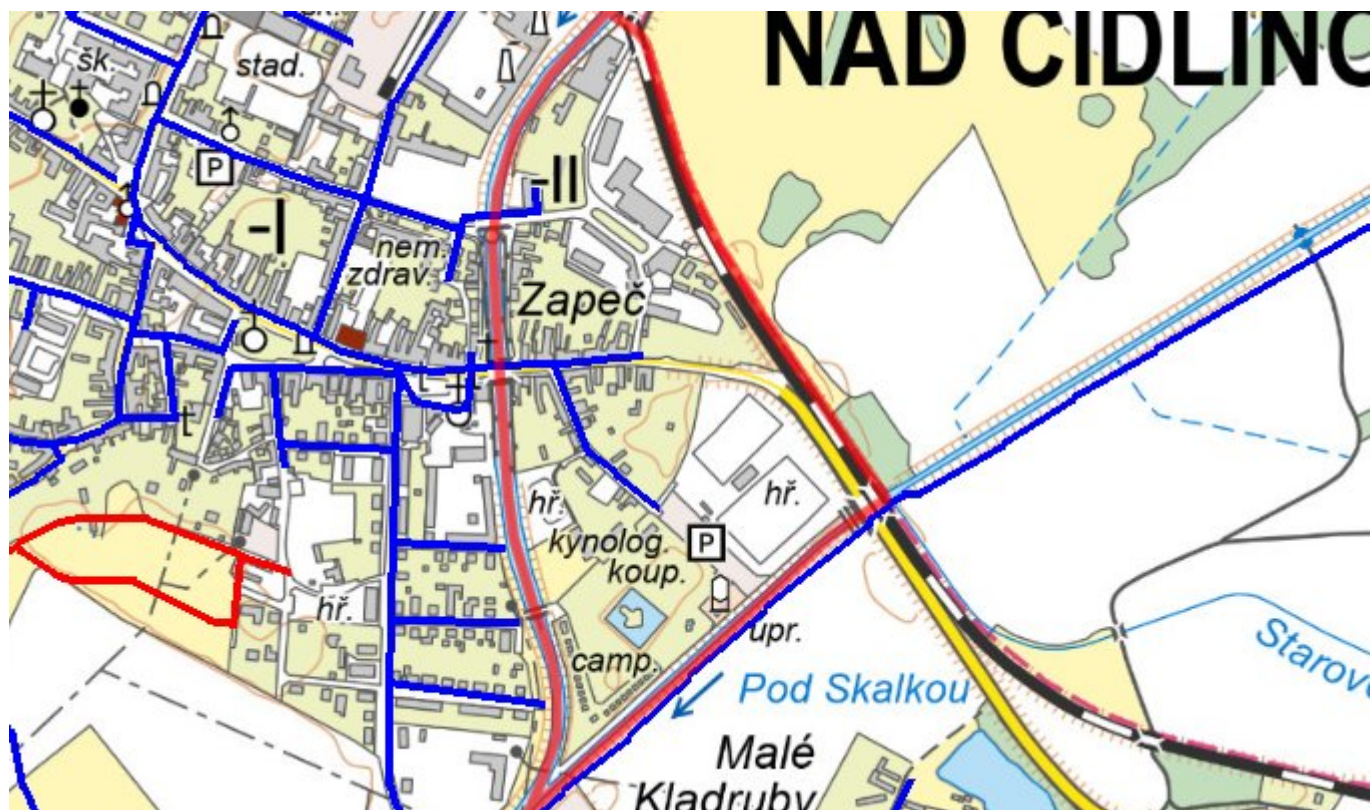 NAD CIDLINO
šk.
stad.
P
-I
-II
nem.
zdrav.
Zapeč
hř.
hř.
kynolog.
koup.
P
hř.
upr.
camp.
Pod Skalkou
Starov
Malé
Kladruby